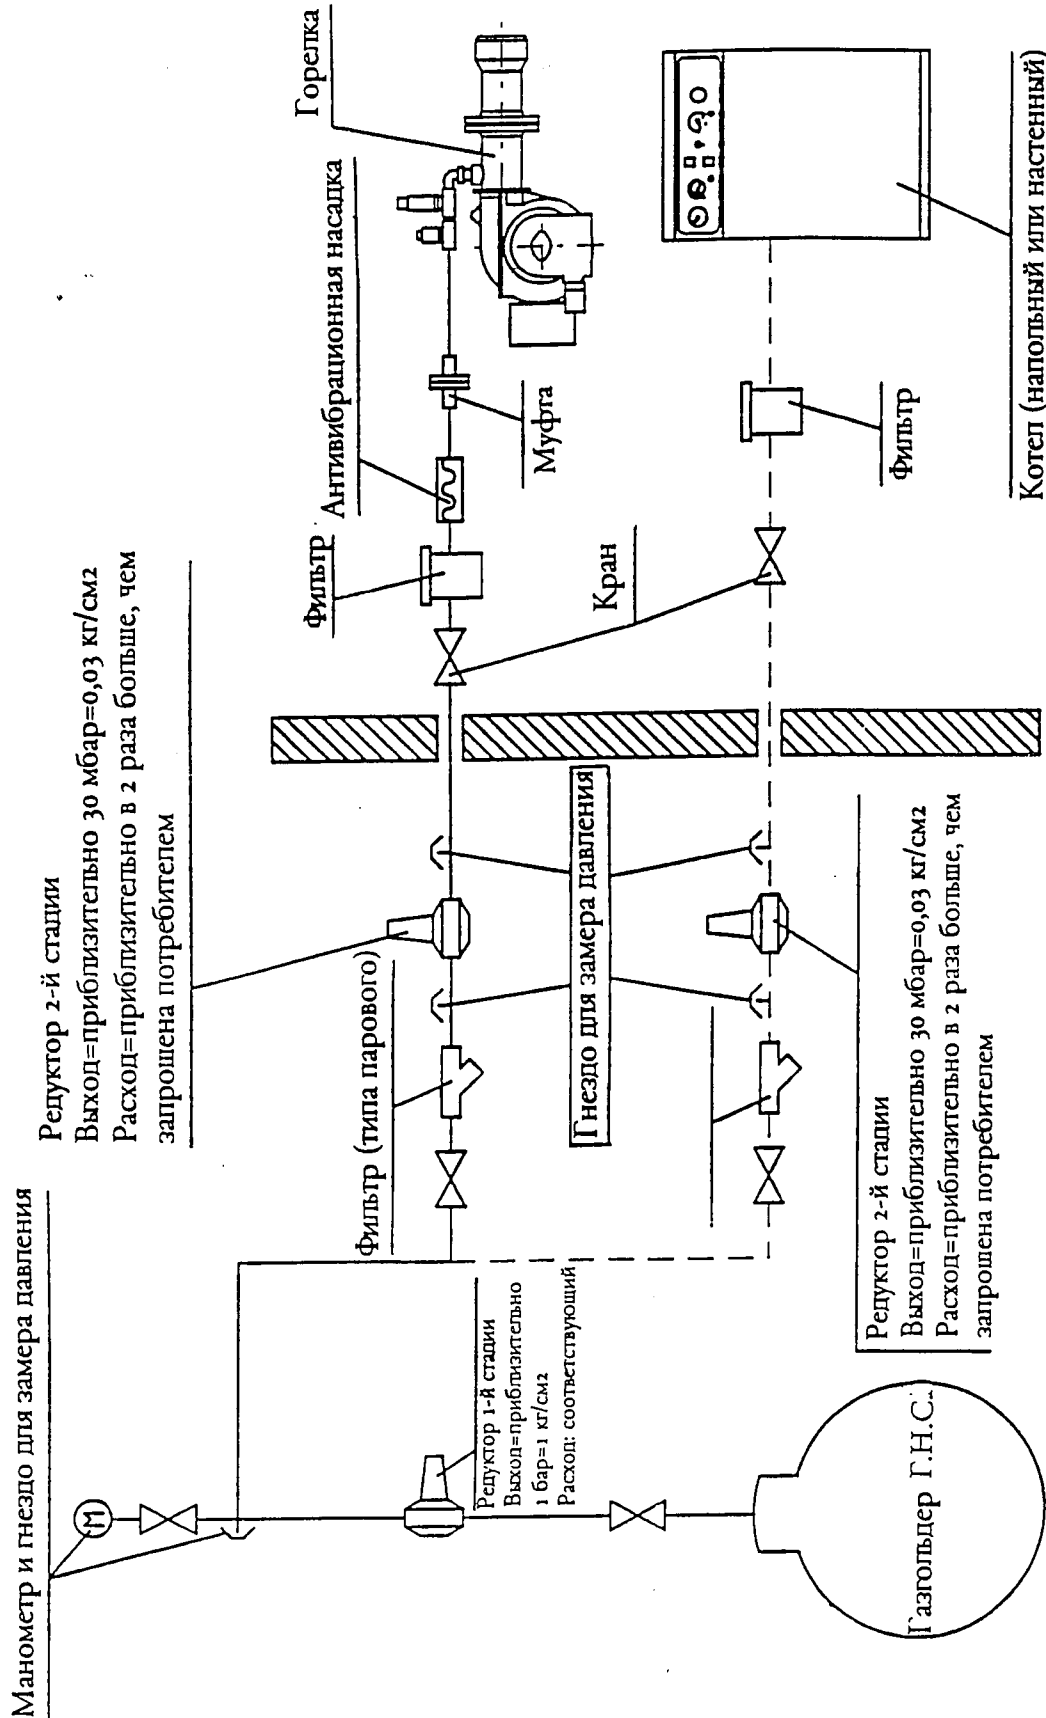 Манометр и гнездо для замера давления
Редуктор 2-й стадии
Выход=приблизительно 30 мбар=0,03 кг/см2
Расход=приблизительно в 2 раза больше, чем
запрошена потребителем
Фильтр
Антивибрационная насадка
Горелка
Фильтр (типа парового)
Муфта
М
Редуктор 1-й стадии
Выход=приблизительно
1 бар=1 кг/см2
Расход: соответствующий
Гнездо для замера давления
Кран
Фильтр
Редуктор 2-й стадии
Выход=приблизительно 30 мбар=0,03 кг/см2
Расход=приблизительно в 2 раза больше, чем
запрошена потребителем
Газгольдер Г.Н.С.
Котел (напольный или настенный)